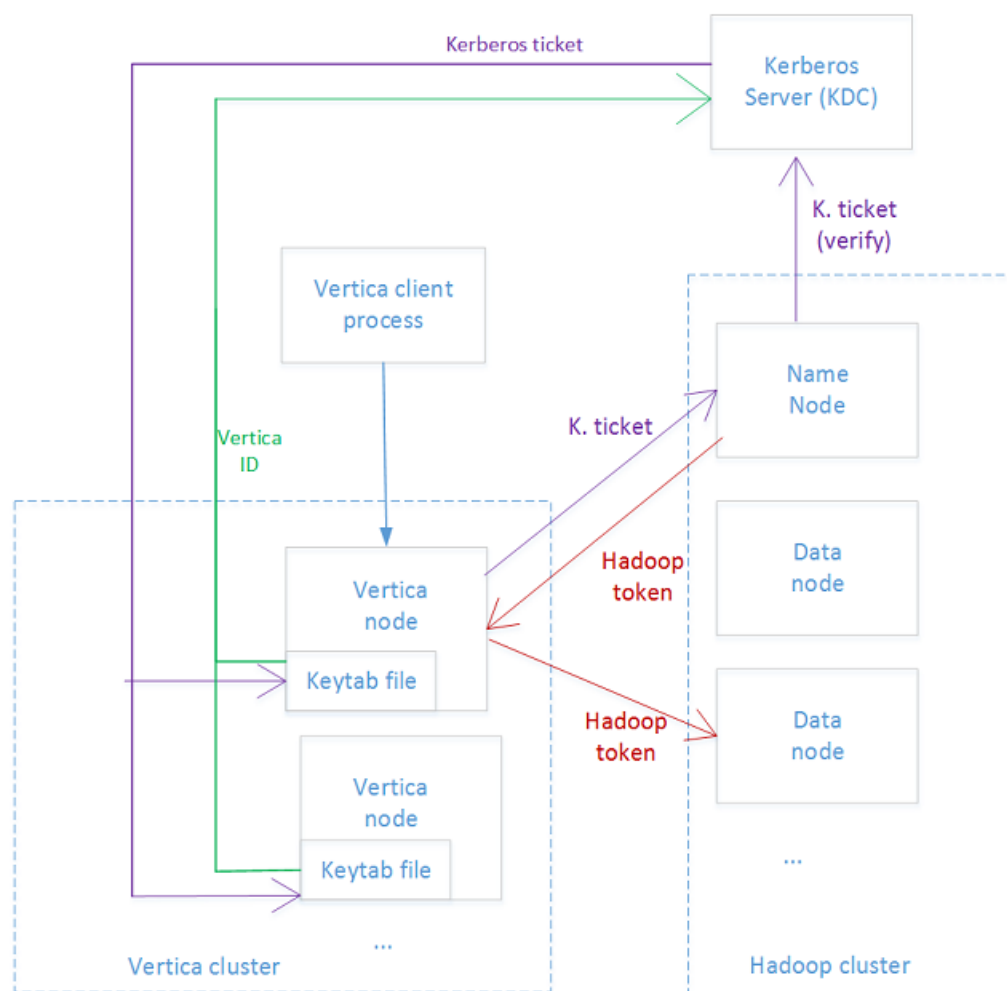 Kerberos ticket
Kerberos
Server (KDC)
K. ticket
(verify)
Vertica client
process
Name
Node
K. ticket
Vertica
ID
Hadoop
token
Data
node
Vertica
node
Keytab file
Hadoop
token
Data
node
Vertica
node
Keytab file
...
...
Vertica cluster
Hadoop cluster